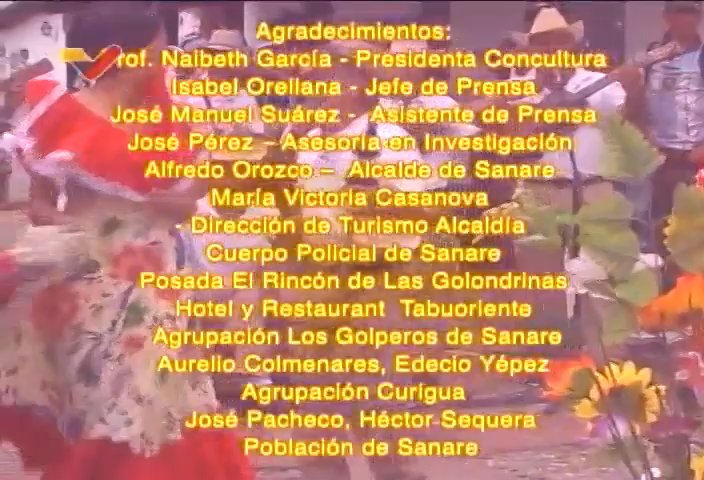 Agradecimientos:
Prof. Naibeth García - Presidenta Concultura
Isabel Orellana - Jefe de Prensa
José Manuel Suárez - Asistente de Prensa
José Pérez - Asesoría en Investigación
Alfredo Orozco – Alcalde de Sanare
María Victoria Casanova
- Dirección de Turismo Alcaldía
Cuerpo Policial de Sanare
Posada El Rincón de Las Golondrinas
Hotel y Restaurant Tabuoriente
Agrupación Los Golperos de Sanare
Aurelio Colmenares, Edecio Yépez
Agrupación Curigua
José Pacheco, Héctor Sequera
Población de Sanare